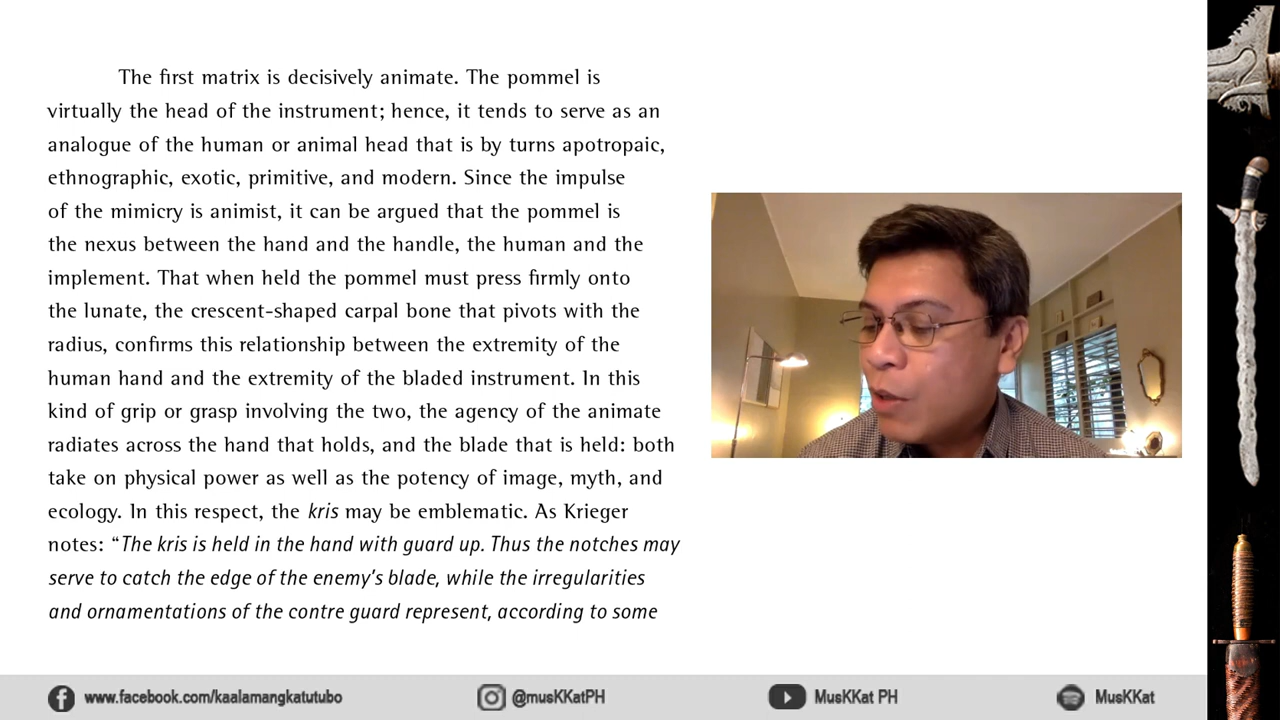 The first matrix is decisively animate. The pommel is
virtually the head of the instrument; hence, it tends to serve as an
analogue of the human or animal head that is by turns apotropaic,
ethnographic, exotic, primitive, and modern. Since the impulse
of the mimicry is animist, it can be argued that the pommel is
the nexus between the hand and the handle, the human and the
implement. That when held the pommel must press firmly onto
the lunate, the crescent-shaped carpal bone that pivots with the
radius, confirms this relationship between the extremity of the
human hand and the extremity of the bladed instrument. In this
kind of grip or grasp involving the two, the agency of the animate
radiates across the hand that holds, and the blade that is held: both
take on physical power as well as the potency of image, myth, and
ecology. In this respect, the kris may be emblematic. As Krieger
notes: “The kris is held in the hand with guard up. Thus the notches may
serve to catch the edge of the enemy’s blade, while the irregularities
and ornamentations of the contre guard represent, according to some
www.facebook.com/kaalamangkatutubo @musKKatPH MusKKat PH MusKKat